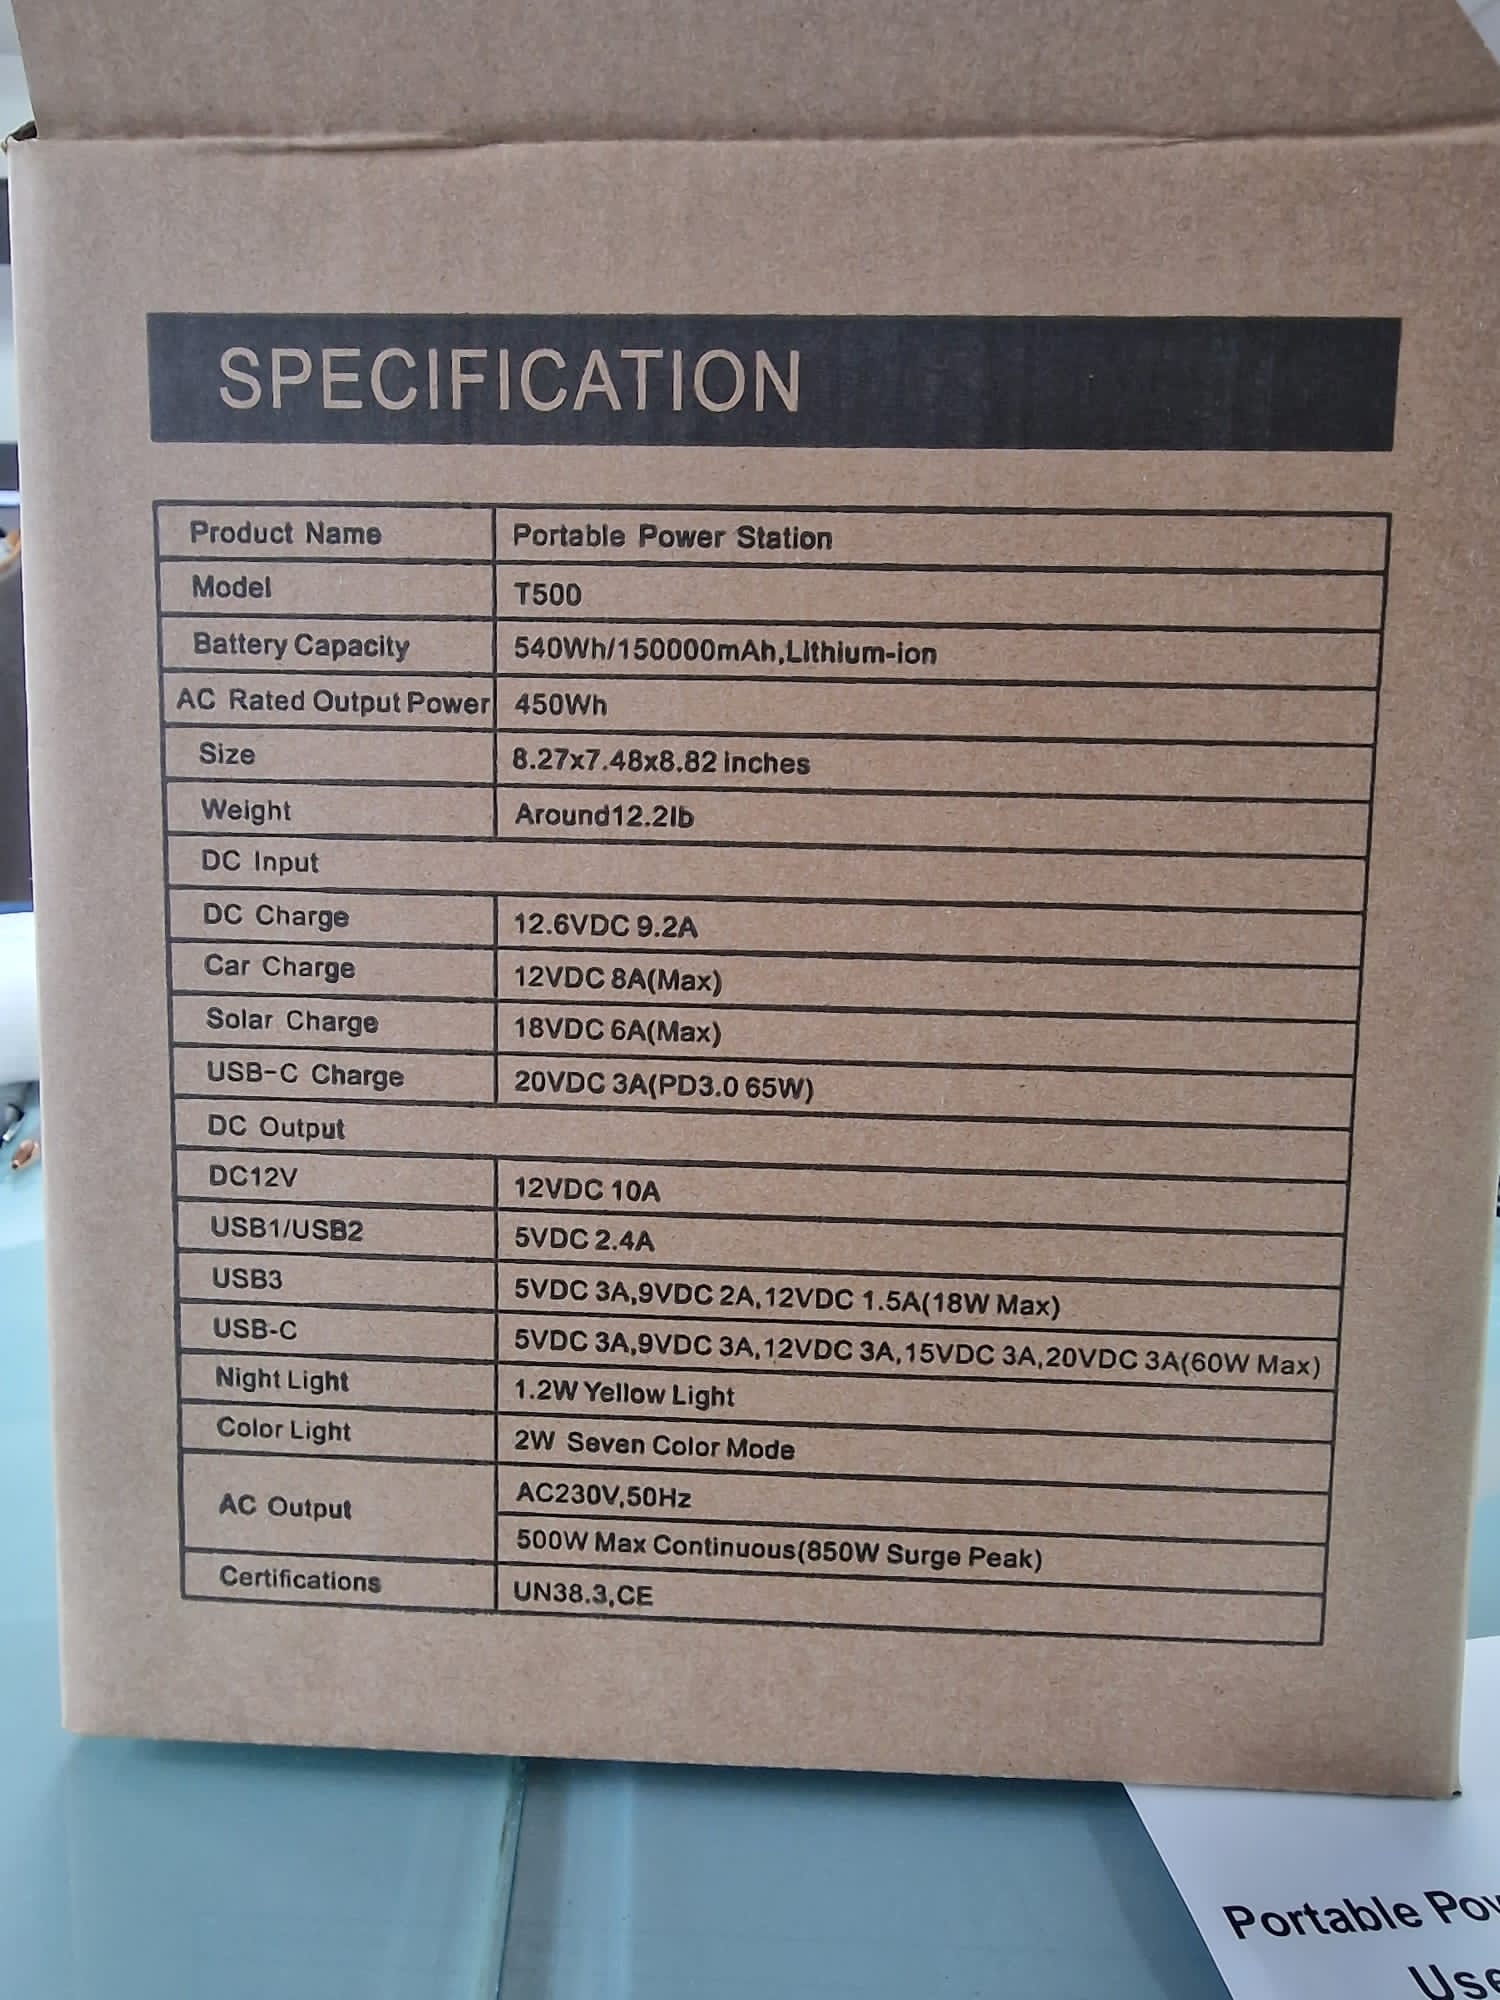 SPECIFICATION
Product Name Portable Power Station
Model T500
Battery Capacity 540Wh/150000mAh,Lithium-ion
AC Rated Output Power 450Wh
Size 8.27x7.48x8.82 inches
Weight Around12.2lb
DC Input
DC Charge 12.6VDC 9.2A
Car Charge 12VDC 8A(Max)
Solar Charge 18VDC 6A(Max)
USB-C Charge 20VDC 3A(PD3.0 65W)
DC Output
DC12V 12VDC 10A
USB1/USB2 5VDC 2.4A
USB3 5VDC 3A,9VDC 2A,12VDC 1.5A(18W Max)
USB-C 5VDC 3A,9VDC 3A,12VDC 3A,15VDC 3A,20VDC 3A(60W Max)
Night Light 1.2W Yellow Light
Color Light 2W Seven Color Mode
AC Output AC230V,50Hz
500W Max Continuous(850W Surge Peak)
Certifications UN38.3,CE
Portable